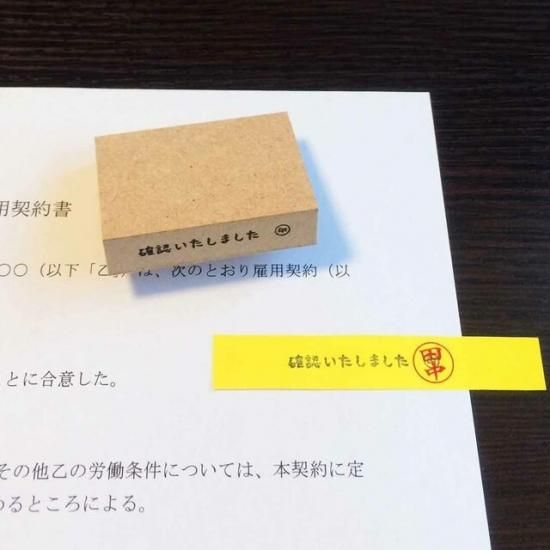 用契約書
確認いたしました 印
〇〇（以下「乙」）は、次のとおり雇用契約（以
確認いたしました 田中
とに合意した。
その他乙の労働条件については、本契約に定
めるところによる。